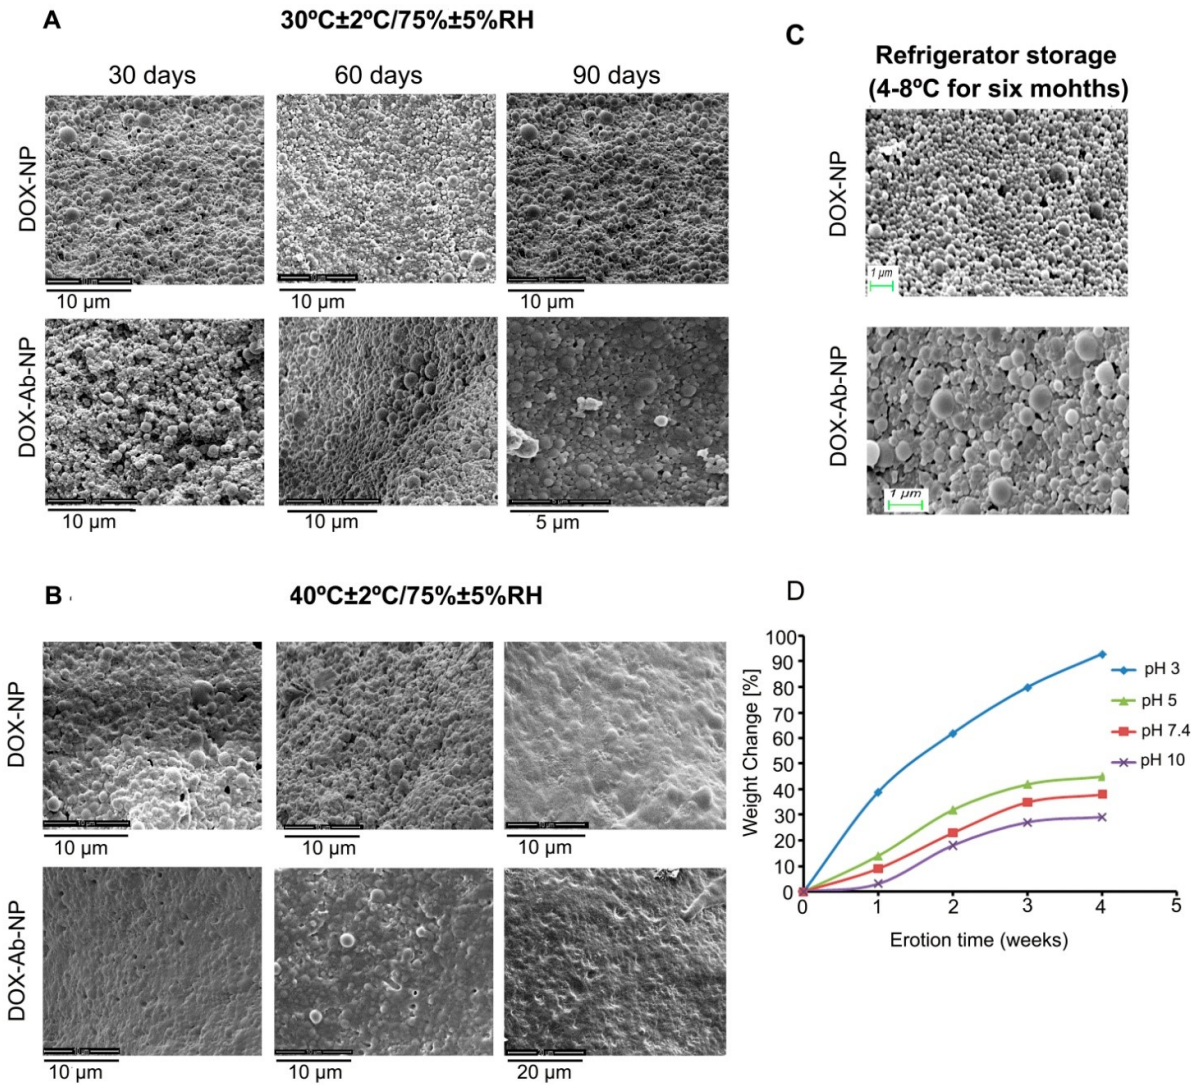 A
30ºC±2ºC/75%±5%RH
30 days
60 days
90 days
DOX-NP
10 µm
10 µm
10 µm
DOX-Ab-NP
10 µm
10 µm
5 µm
C
Refrigerator storage
(4-8ºC for six mohths)
DOX-NP
1 µm
DOX-Ab-NP
1 µm
B
40ºC±2ºC/75%±5%RH
DOX-NP
10 µm
10 µm
10 µm
DOX-Ab-NP
10 µm
10 µm
20 µm
D
Weight Change [%]
100
90
80
70
60
50
40
30
20
10
0
0 1 2 3 4 5
Erotion time (weeks)
pH 3
pH 5
pH 7.4
pH 10